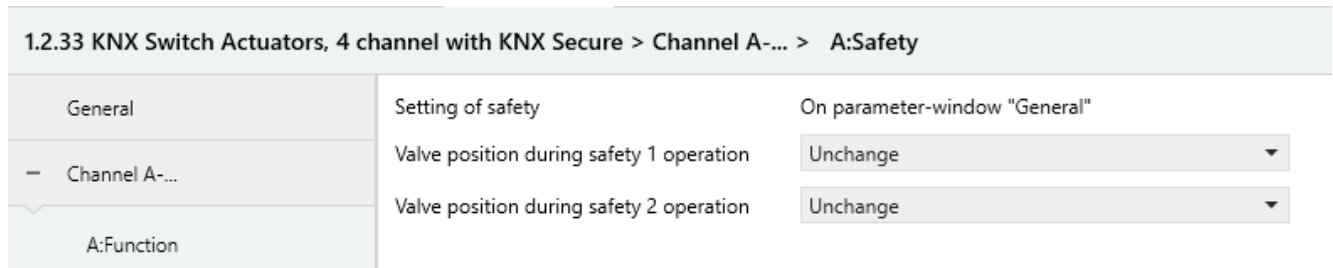 1.2.33 KNX Switch Actuators, 4 channel with KNX Secure > Channel A-... > A:Safety
General
Setting of safety
On parameter-window "General"
Valve position during safety 1 operation
Unchange
– Channel A-...
Valve position during safety 2 operation
Unchange
A:Function